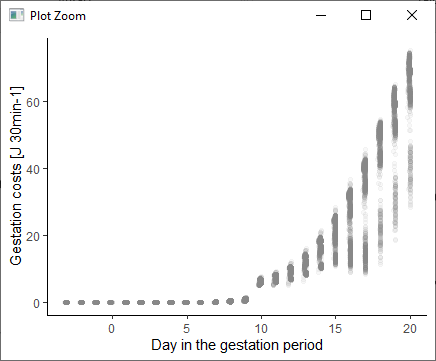 Plot Zoom
Gestation costs [J 30min-1]
60
40
20
0
0 5 10 15 20
Day in the gestation period